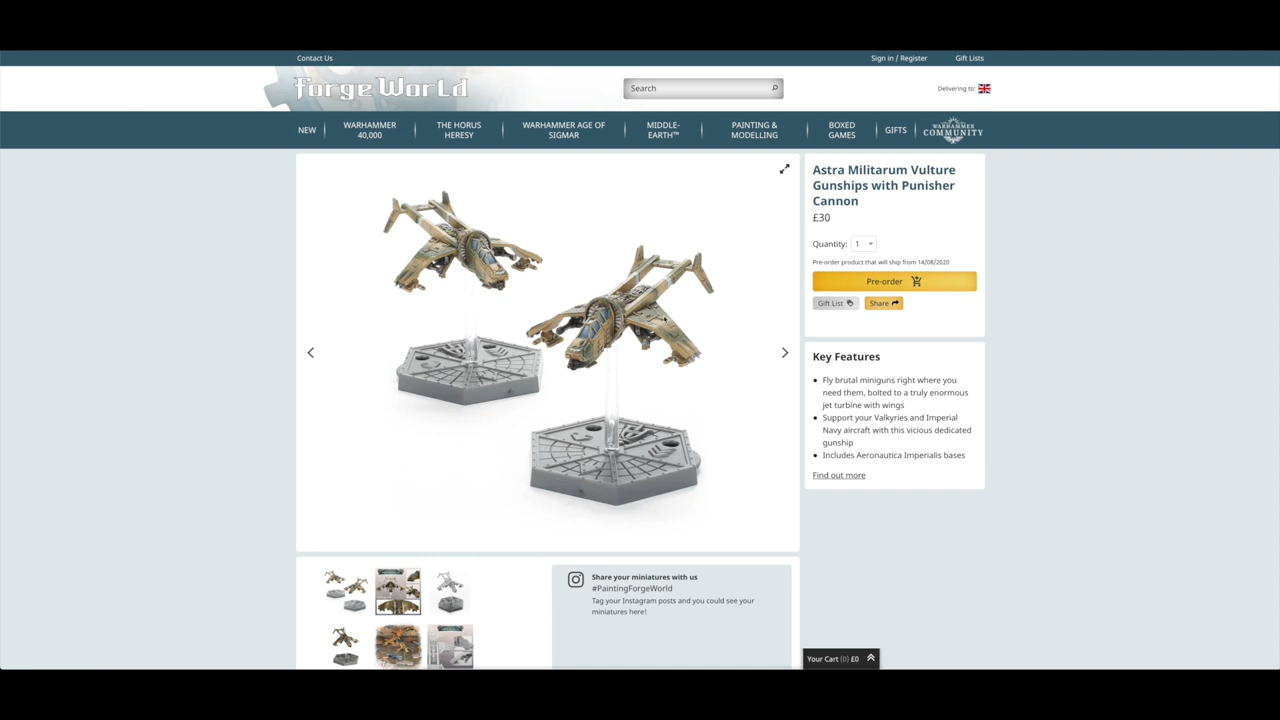 Contact Us
Sign in / Register
Gift Lists
Forge World
Search
Delivering to:
NEW
WARHAMMER
40,000
THE HORUS
HERESY
WARHAMMER AGE OF
SIGMAR
MIDDLE-
EARTH™
PAINTING &
MODELLING
BOXED
GAMES
GIFTS
WARHAMMER
COMMUNITY
Astra Militarum Vulture
Gunships with Punisher
Cannon
£30
Quantity: 1
Pre-order product that will ship from 14/08/2020
Pre-order
Gift List
Share
Key Features
Fly brutal miniguns right where you
need them, bolted to a truly enormous
jet turbine with wings
Support your Valkyries and Imperial
Navy aircraft with this vicious dedicated
gunship
Includes Aeronautica Imperialis bases
Find out more
Share your miniatures with us
#PaintingForgeWorld
Tag your Instagram posts and you could see your
miniatures here!
Your Cart (0) £0